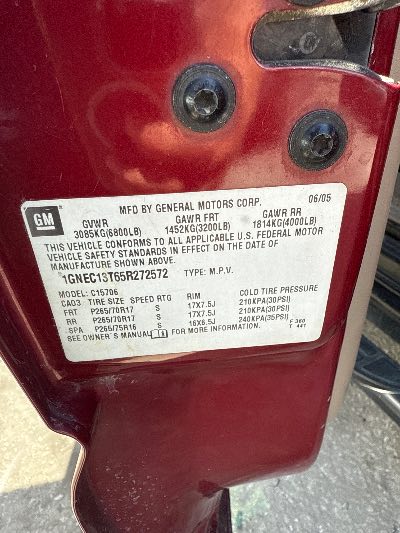 GM
MFD BY GENERAL MOTORS CORP. 06/05
GVWR GAWR FRT GAWR RR
3085KG(6800LB) 1452KG(3200LB) 1814KG(4000LB)
THIS VEHICLE CONFORMS TO ALL APPLICABLE U.S. FEDERAL MOTOR
VEHICLE SAFETY STANDARDS IN EFFECT ON THE DATE OF
MANUFACTURE SHOWN ABOVE.
*1GNEC13T65R272572 TYPE: M.P.V.
MODEL: C15706
CA03 TIRE SIZE SPEED RTG RIM COLD TIRE PRESSURE
FRT P265/70R17 S 17X7.5J 210KPA(30PSI)
RR P265/70R17 S 17X7.5J 210KPA(30PSI)
SPA P265/75R16 S 16X6.5J 240KPA(35PSI)
SEE OWNER'S MANUAL FOR MORE INFORMATION. F 360
T 441